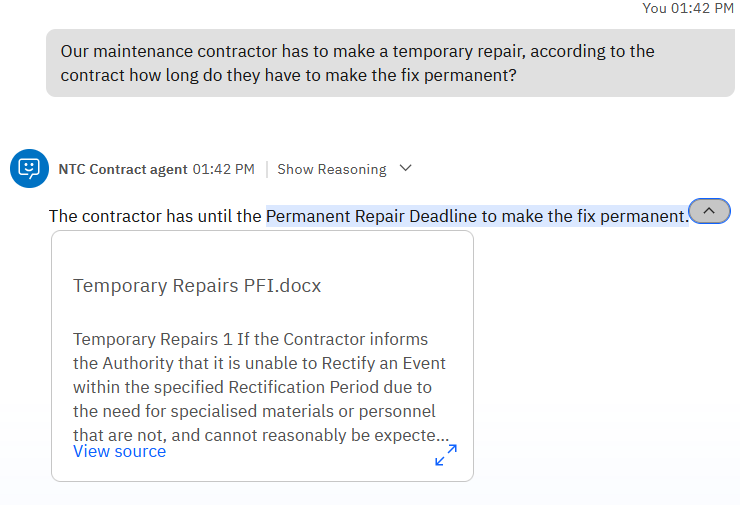 You 01:42 PM
Our maintenance contractor has to make a temporary repair, according to the
contract how long do they have to make the fix permanent?
NTC Contract agent 01:42 PM | Show Reasoning
The contractor has until the Permanent Repair Deadline to make the fix permanent.
Temporary Repairs PFI.docx
Temporary Repairs 1 If the Contractor informs
the Authority that it is unable to Rectify an Event
within the specified Rectification Period due to
the need for specialised materials or personnel
that are not, and cannot reasonably be expecte...
View source